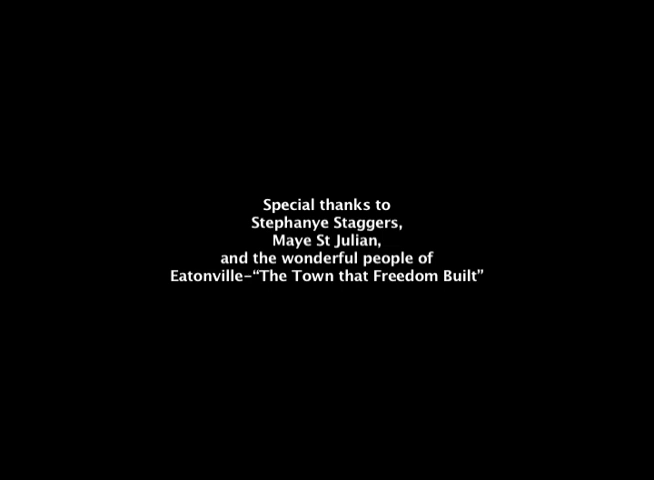 Special thanks to
Stephanye Staggers,
Maye St Julian,
and the wonderful people of
Eatonville-“The Town that Freedom Built”